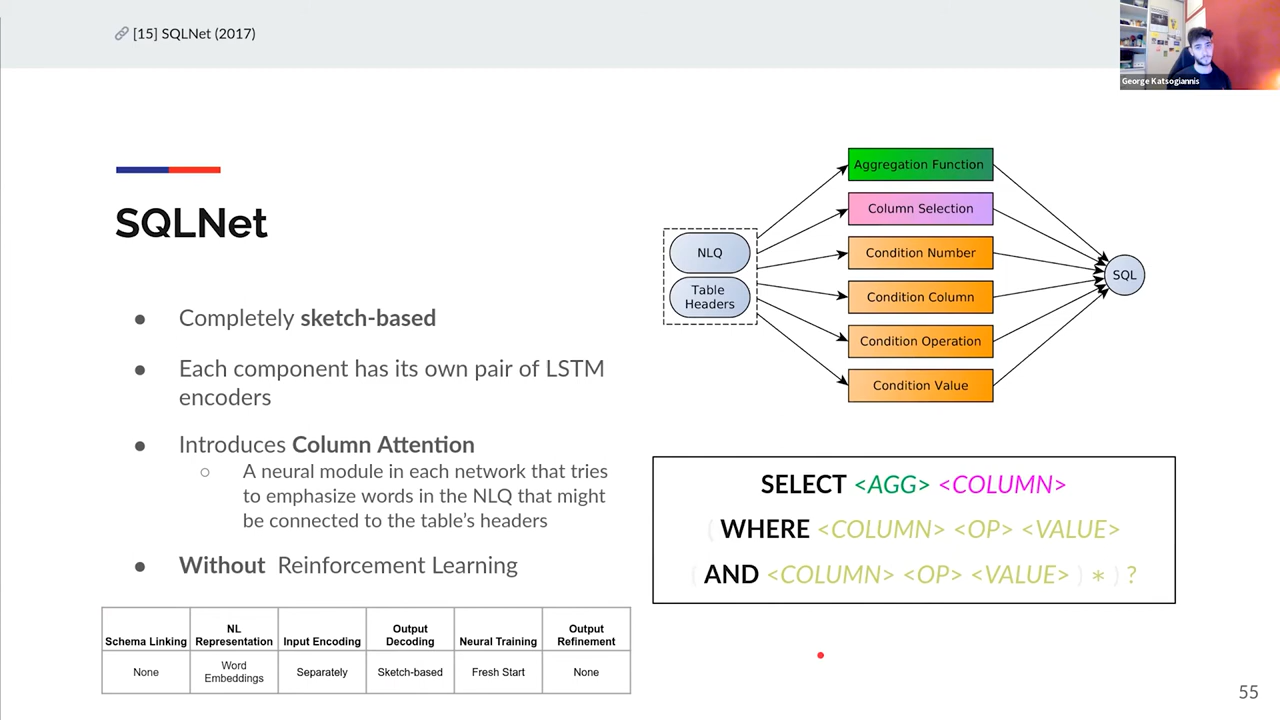 [15] SQLNet (2017)
George Katsogiannis
SQLNet
● Completely sketch-based
● Each component has its own pair of LSTM
encoders
● Introduces Column Attention
○ A neural module in each network that tries
to emphasize words in the NLQ that might
be connected to the table's headers
● Without Reinforcement Learning
Schema Linking NL Representation Input Encoding Output Decoding Neural Training Output Refinement
None Word Embeddings Separately Sketch-based Fresh Start None
NLQ
Table
Headers
Aggregation Function
Column Selection
Condition Number
Condition Column
Condition Operation
Condition Value
SQL
SELECT <AGG> <COLUMN>
( WHERE <COLUMN> <OP> <VALUE>
( AND <COLUMN> <OP> <VALUE> ) * ) ?
55